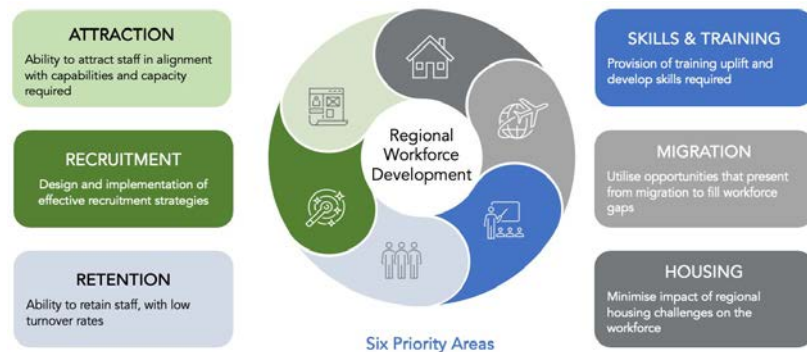 ATTRACTION
Ability to attract staff in alignment
with capabilities and capacity
required
RECRUITMENT
Design and implementation of
effective recruitment strategies
RETENTION
Ability to retain staff, with low
turnover rates
Regional
Workforce
Development
Six Priority Areas
SKILLS & TRAINING
Provision of training uplift and
develop skills required
MIGRATION
Utilise opportunities that present
from migration to fill workforce
gaps
HOUSING
Minimise impact of regional
housing challenges on the
workforce